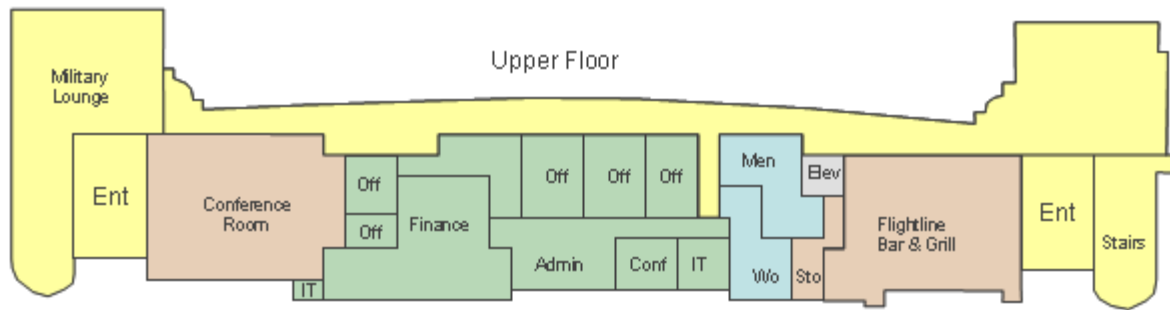 Upper Floor
Military
Lounge
Ent
Conference
Room
Off
Off
Finance
IT
Off
Off
Off
Admin
Conf
IT
Men
Wo
Elev
Sto
Flightline
Bar & Grill
Ent
Stairs